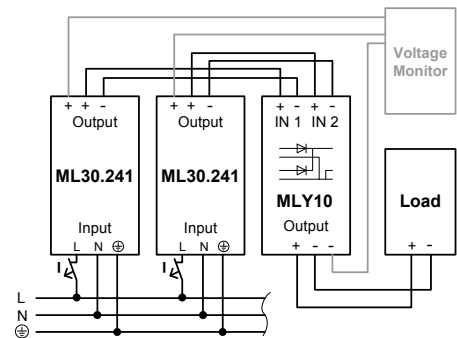 Voltage
Monitor
+ + -
Output
ML30.241
Input
L N ⏚
I
+ + -
Output
ML30.241
Input
L N ⏚
I
+ - + -
IN 1 IN 2
MLY10
Output
+ - -
Load
+ -
L
N
⏚